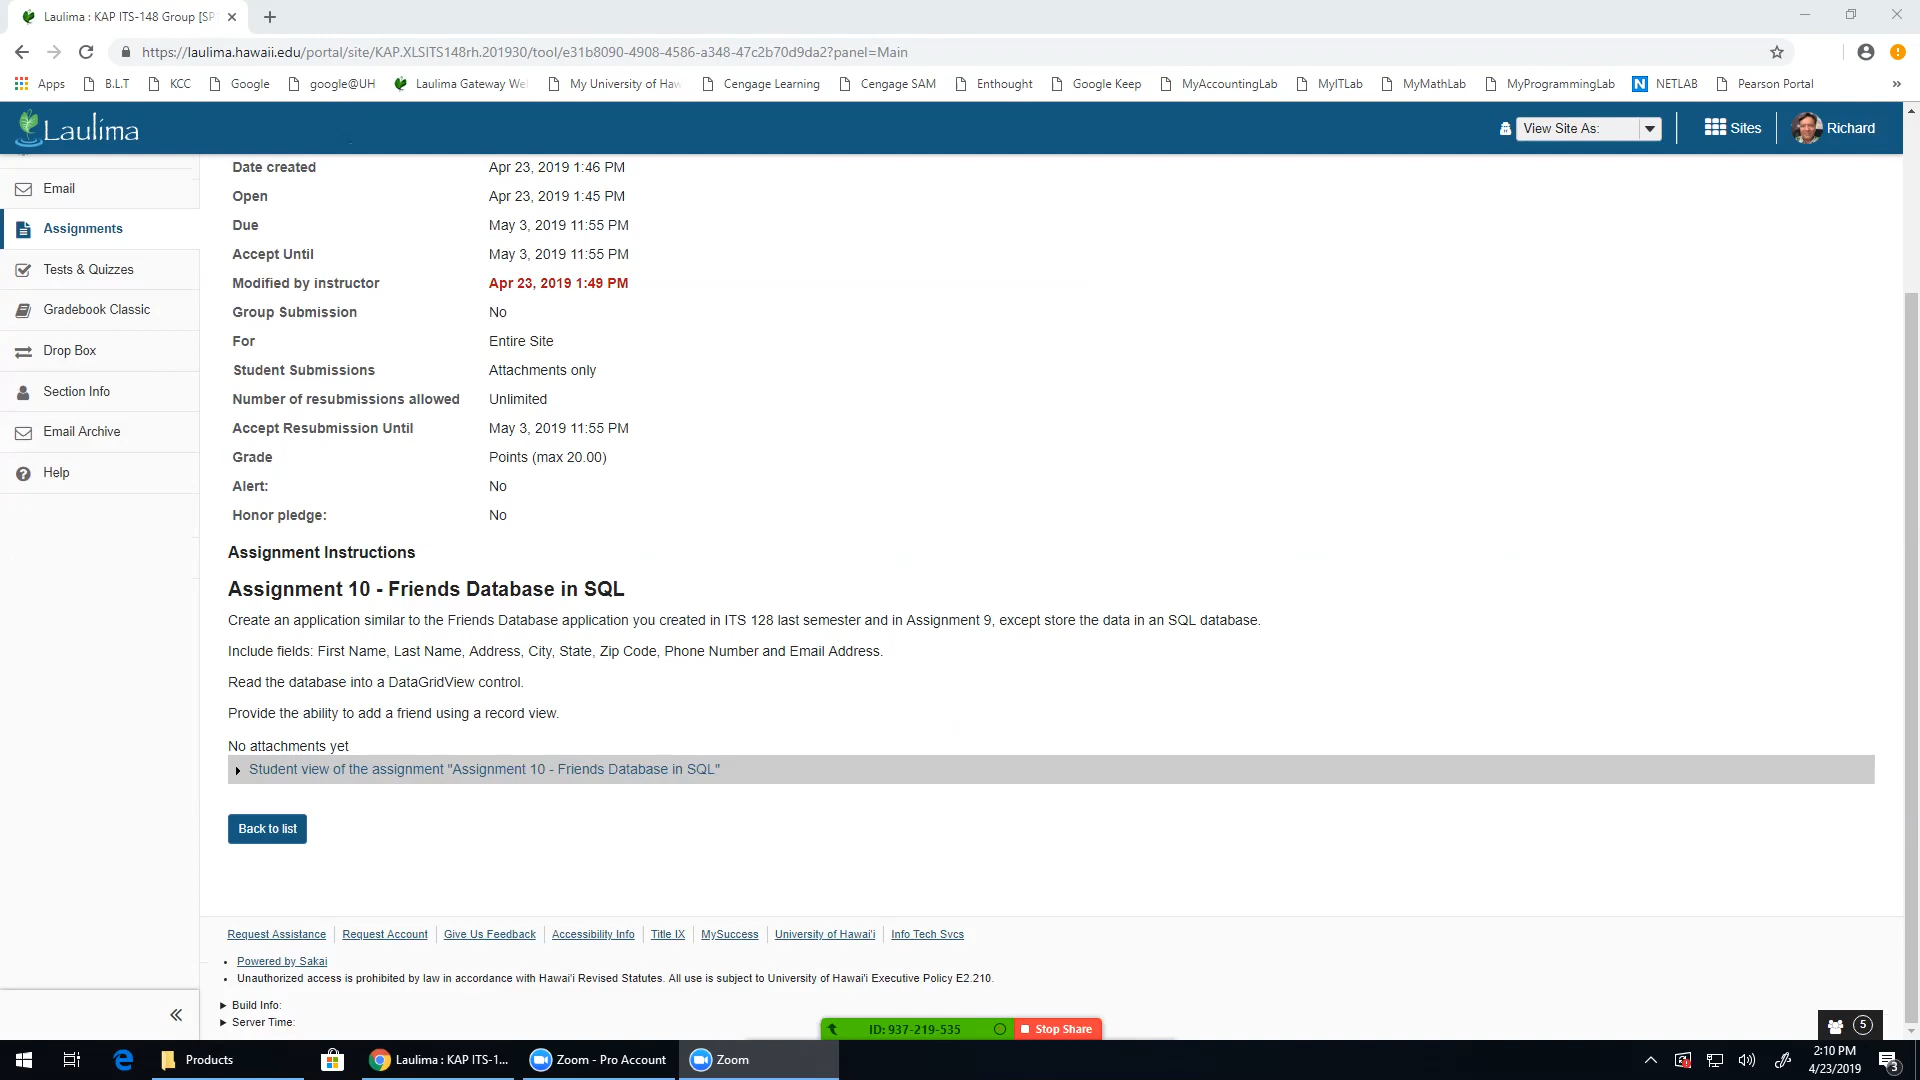 Laulima : KAP ITS-148 Group [SP
https://laulima.hawaii.edu/portal/site/KAP.XLSITS148rh.201930/tool/e31b8090-4908-4586-a348-47c2b70d9da2?panel=Main
Apps B.L.T KCC Google google@UH Laulima Gateway We My University of Haw Cengage Learning Cengage SAM Enthought Google Keep MyAccountingLab MyITLab MyMathLab MyProgrammingLab NETLAB Pearson Portal »
Laulima View Site As: Sites Richard
Email
Assignments
Tests & Quizzes
Gradebook Classic
Drop Box
Section Info
Email Archive
Help
Date created Apr 23, 2019 1:46 PM
Open Apr 23, 2019 1:45 PM
Due May 3, 2019 11:55 PM
Accept Until May 3, 2019 11:55 PM
Modified by instructor Apr 23, 2019 1:49 PM
Group Submission No
For Entire Site
Student Submissions Attachments only
Number of resubmissions allowed Unlimited
Accept Resubmission Until May 3, 2019 11:55 PM
Grade Points (max 20.00)
Alert: No
Honor pledge: No
Assignment Instructions
Assignment 10 - Friends Database in SQL
Create an application similar to the Friends Database application you created in ITS 128 last semester and in Assignment 9, except store the data in an SQL database.
Include fields: First Name, Last Name, Address, City, State, Zip Code, Phone Number and Email Address.
Read the database into a DataGridView control.
Provide the ability to add a friend using a record view.
No attachments yet
Student view of the assignment "Assignment 10 - Friends Database in SQL"
Back to list
Request Assistance Request Account Give Us Feedback Accessibility Info Title IX MySuccess University of Hawai'i Info Tech Svcs
• Powered by Sakai
• Unauthorized access is prohibited by law in accordance with Hawai'i Revised Statutes. All use is subject to University of Hawai'i Executive Policy E2.210.
Build Info:
Server Time:
«
ID: 937-219-535 Stop Share
5
Products Laulima : KAP ITS-1... Zoom - Pro Account Zoom
2:10 PM
4/23/2019
3